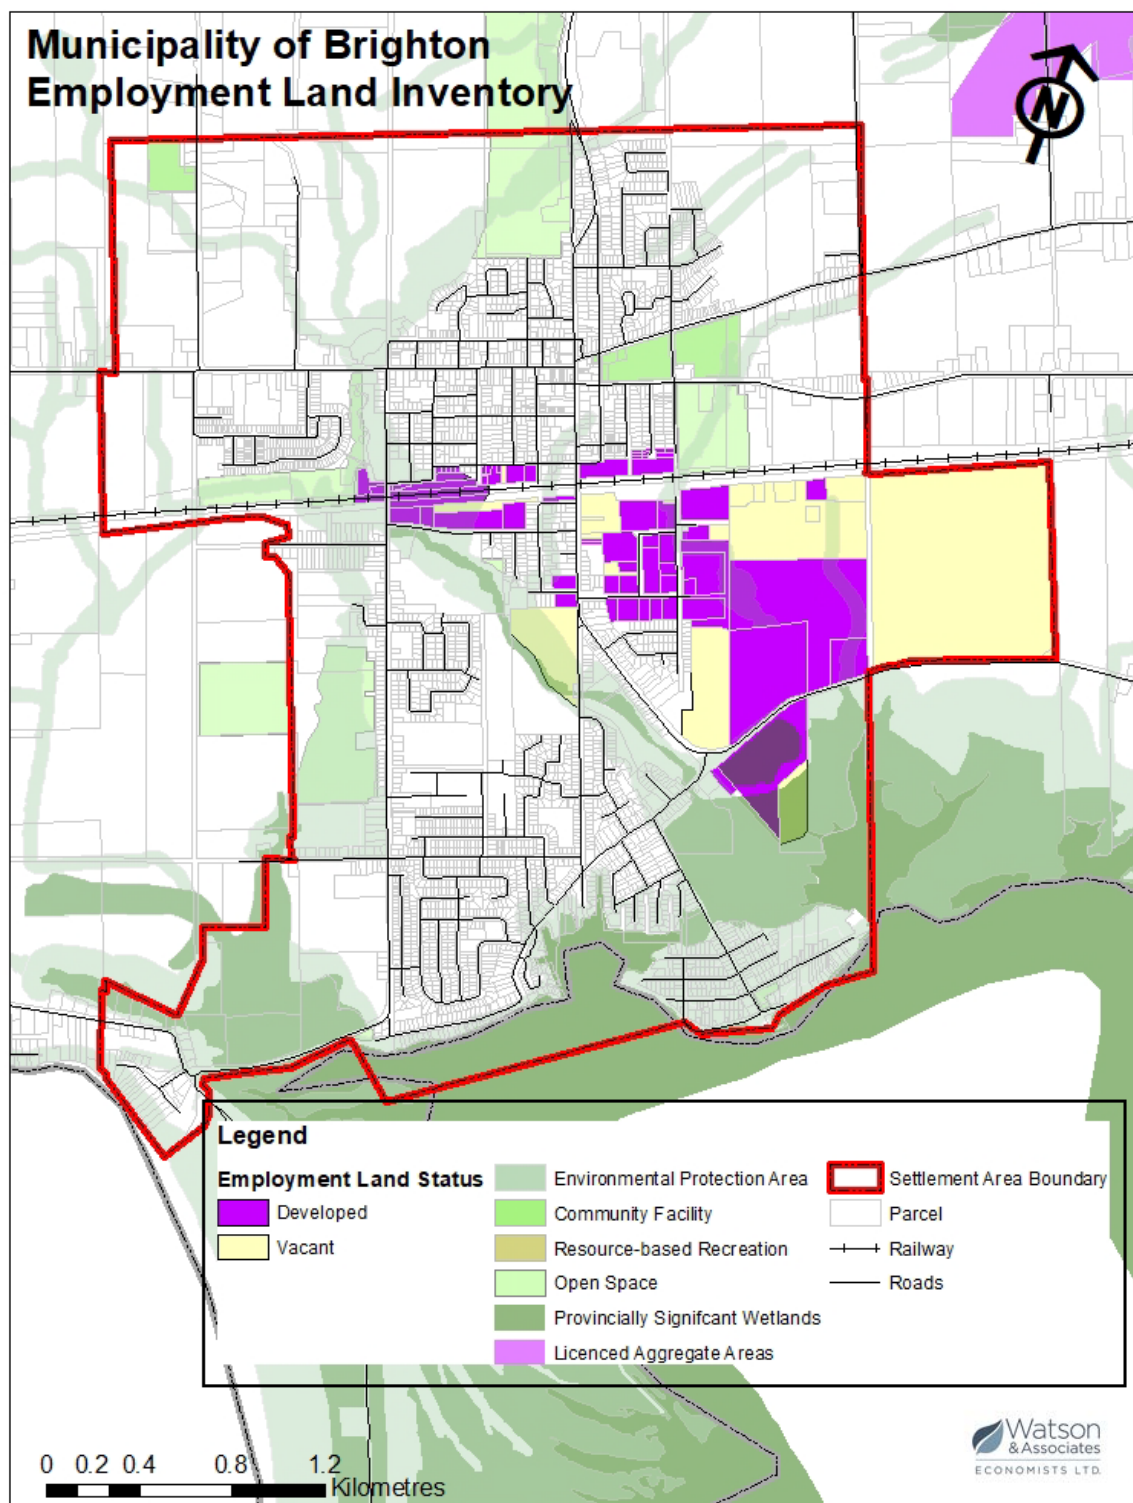 Municipality of Brighton
Employment Land Inventory
N
Legend
Employment Land Status
Developed
Vacant
Environmental Protection Area
Community Facility
Resource-based Recreation
Open Space
Provincially Signifcant Wetlands
Licenced Aggregate Areas
Settlement Area Boundary
Parcel
Railway
Roads
0 0.2 0.4 0.8 1.2
Kilometres
Watson
& Associates
ECONOMISTS LTD.